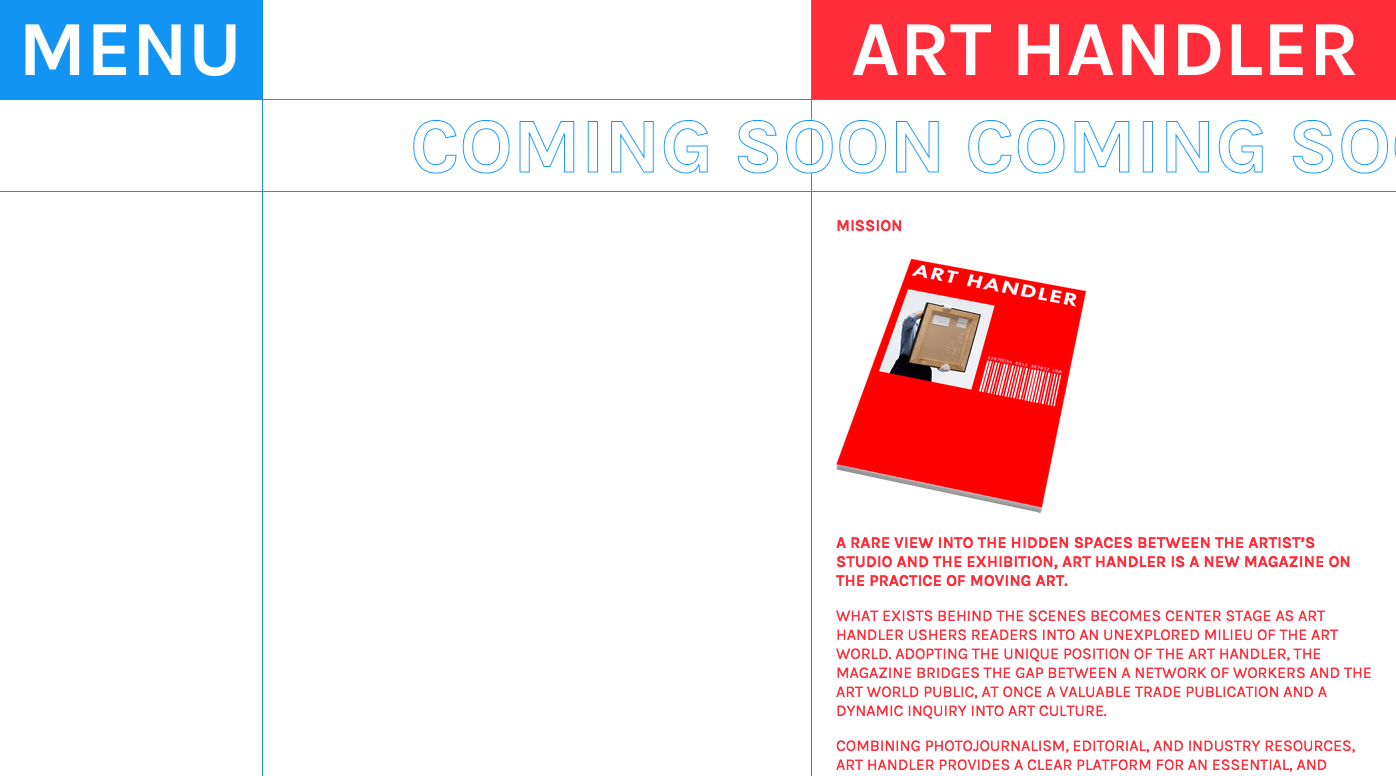 MENU
ART HANDLER
COMING SOON COMING SOO
MISSION
ART HANDLER
A RARE VIEW INTO THE HIDDEN SPACES BETWEEN THE ARTIST’S
STUDIO AND THE EXHIBITION, ART HANDLER IS A NEW MAGAZINE ON
THE PRACTICE OF MOVING ART.
WHAT EXISTS BEHIND THE SCENES BECOMES CENTER STAGE AS ART
HANDLER USHERS READERS INTO AN UNEXPLORED MILIEU OF THE ART
WORLD. ADOPTING THE UNIQUE POSITION OF THE ART HANDLER, THE
MAGAZINE BRIDGES THE GAP BETWEEN A NETWORK OF WORKERS AND THE
ART WORLD PUBLIC, AT ONCE A VALUABLE TRADE PUBLICATION AND A
DYNAMIC INQUIRY INTO ART CULTURE.
COMBINING PHOTOJOURNALISM, EDITORIAL, AND INDUSTRY RESOURCES,
ART HANDLER PROVIDES A CLEAR PLATFORM FOR AN ESSENTIAL, AND